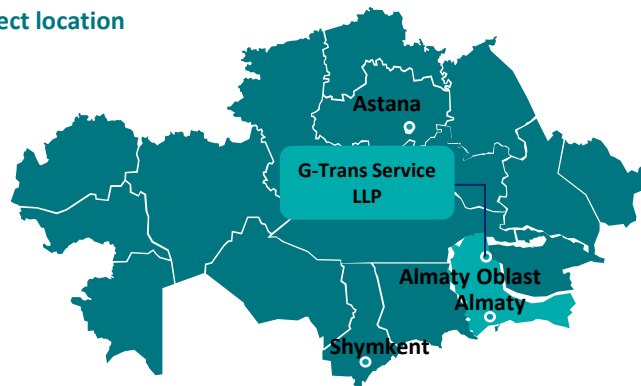 ect location
Astana
G-Trans Service
LLP
Almaty Oblast
Almaty
Shymkent